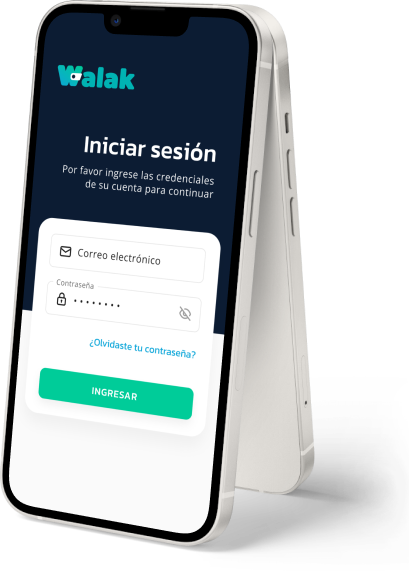 Walak
Iniciar sesión
Por favor ingrese las credenciales
de su cuenta para continuar
Correo electrónico
Contraseña
••••••••
¿Olvidaste tu contraseña?
INGRESAR